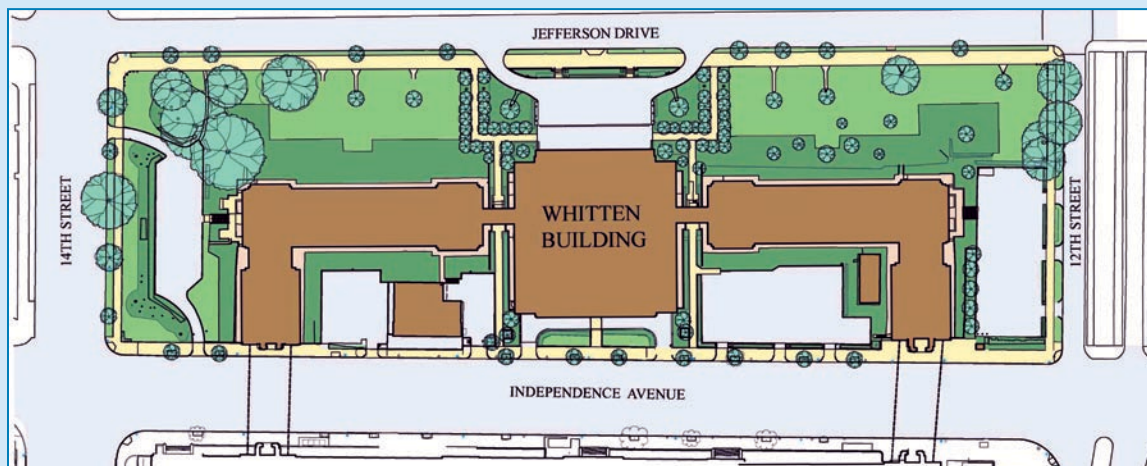 JEFFERSON DRIVE
14TH STREET
WHITTEN
BUILDING
12TH STREET
INDEPENDENCE AVENUE